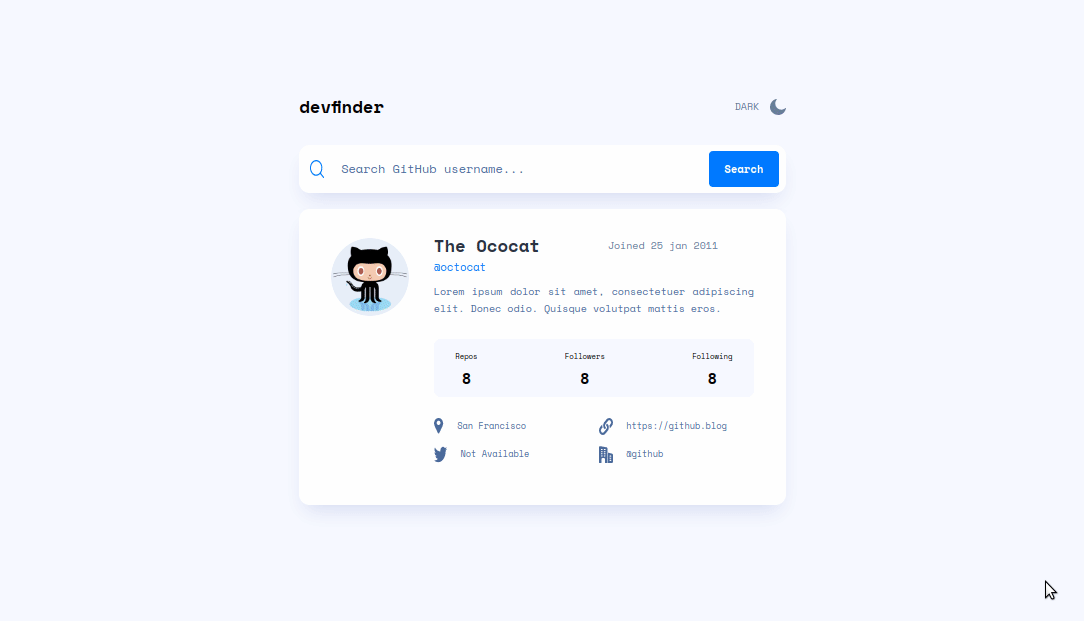 devfinder
DARK
Search GitHub username...
Search
The Ococat
Joined 25 jan 2011
@octocat
Lorem ipsum dolor sit amet, consectetuer adipiscing
elit. Donec odio. Quisque volutpat mattis eros.
Repos
Followers
Following
8
8
8
San Francisco
https://github.blog
Not Available
@github